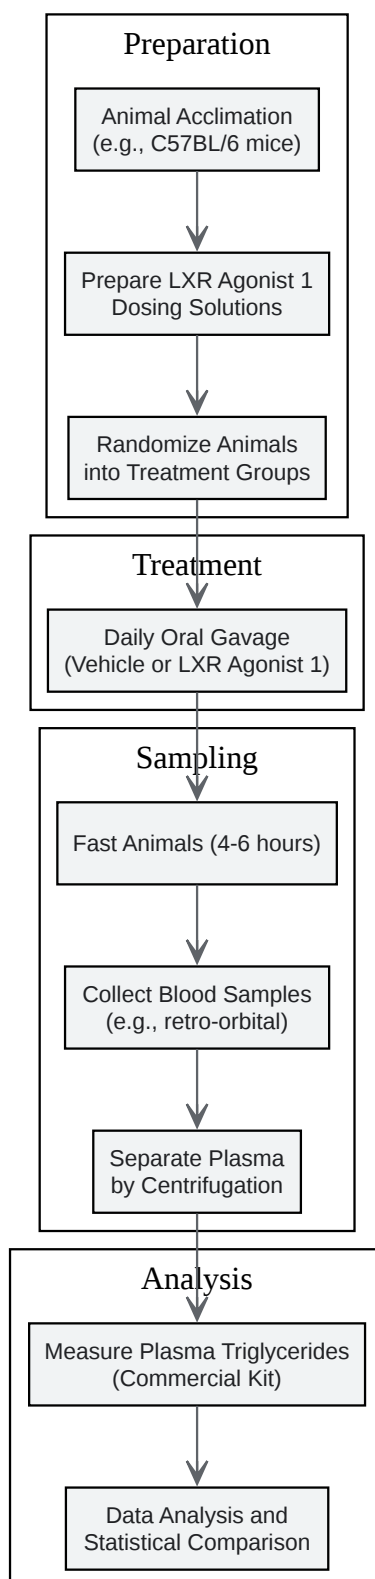 Preparation
Animal Acclimation
(e.g., C57BL/6 mice)
Prepare LXR Agonist 1
Dosing Solutions
Randomize Animals
into Treatment Groups
Treatment
Daily Oral Gavage
(Vehicle or LXR Agonist 1)
Sampling
Fast Animals (4-6 hours)
Collect Blood Samples
(e.g., retro-orbital)
Separate Plasma
by Centrifugation
Analysis
Measure Plasma Triglycerides
(Commercial Kit)
Data Analysis and
Statistical Comparison